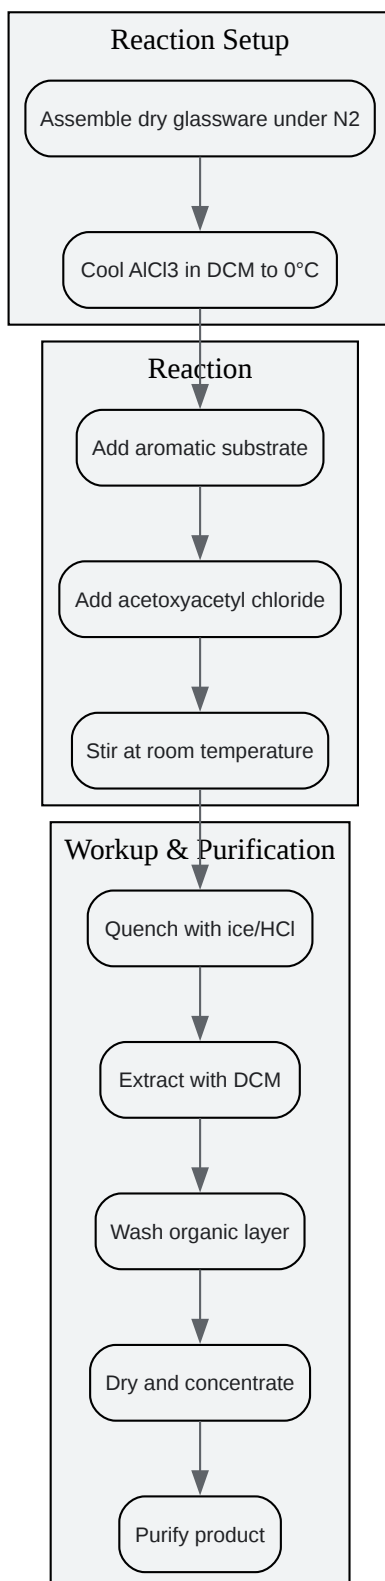 Reaction Setup
Assemble dry glassware under N2
Cool AlCl3 in DCM to 0°C
Reaction
Add aromatic substrate
Add acetoxyacetyl chloride
Stir at room temperature
Workup & Purification
Quench with ice/HCl
Extract with DCM
Wash organic layer
Dry and concentrate
Purify product